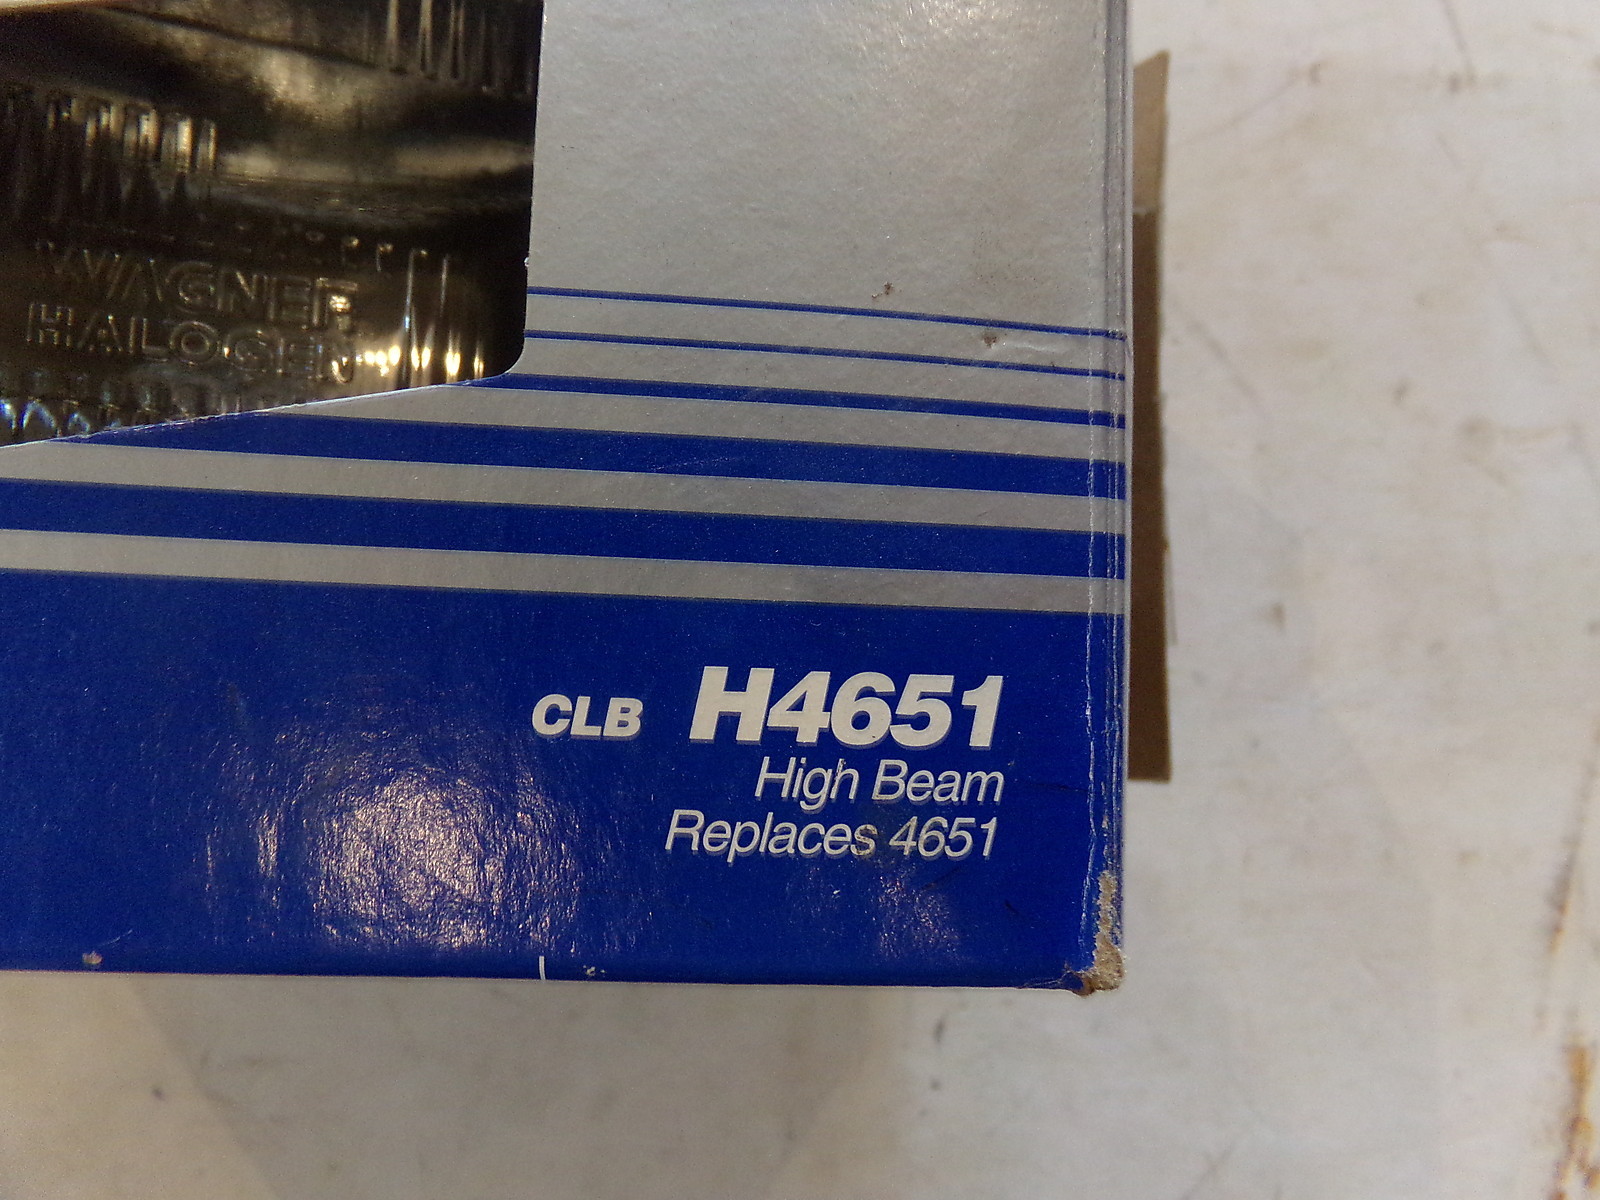 WAGNER
HALOGEN
CLB H4651
High Beam
Replaces 4651